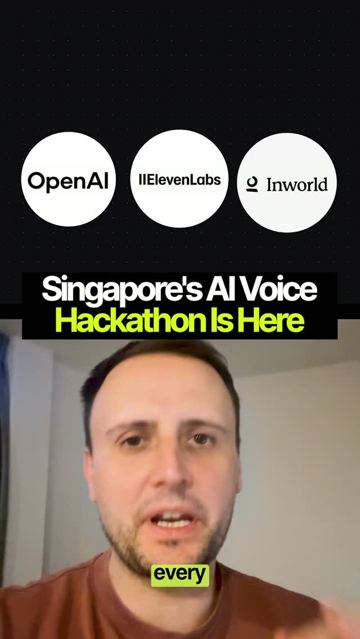 OpenAI
IIElevenLabs
Inworld
Singapore's AI Voice
Hackathon Is Here
every